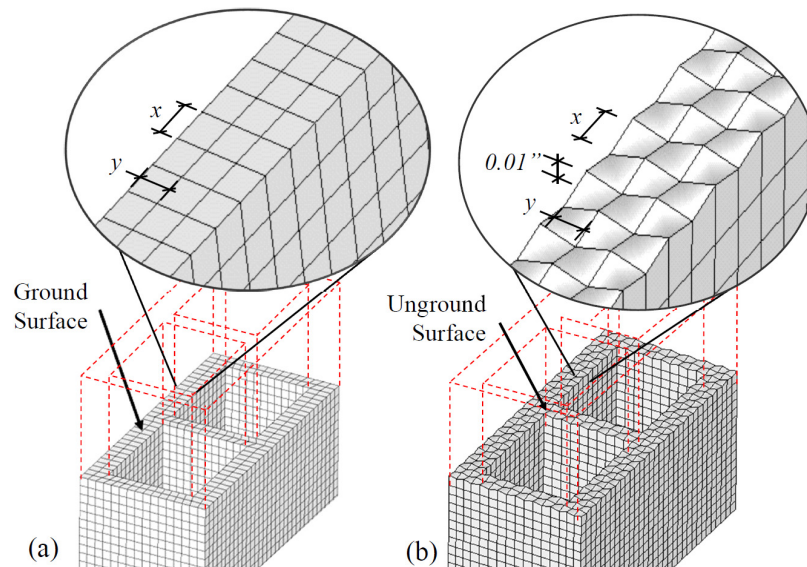 x
y
Ground
Surface
(a)
x
0.01”
y
Unground
Surface
(b)